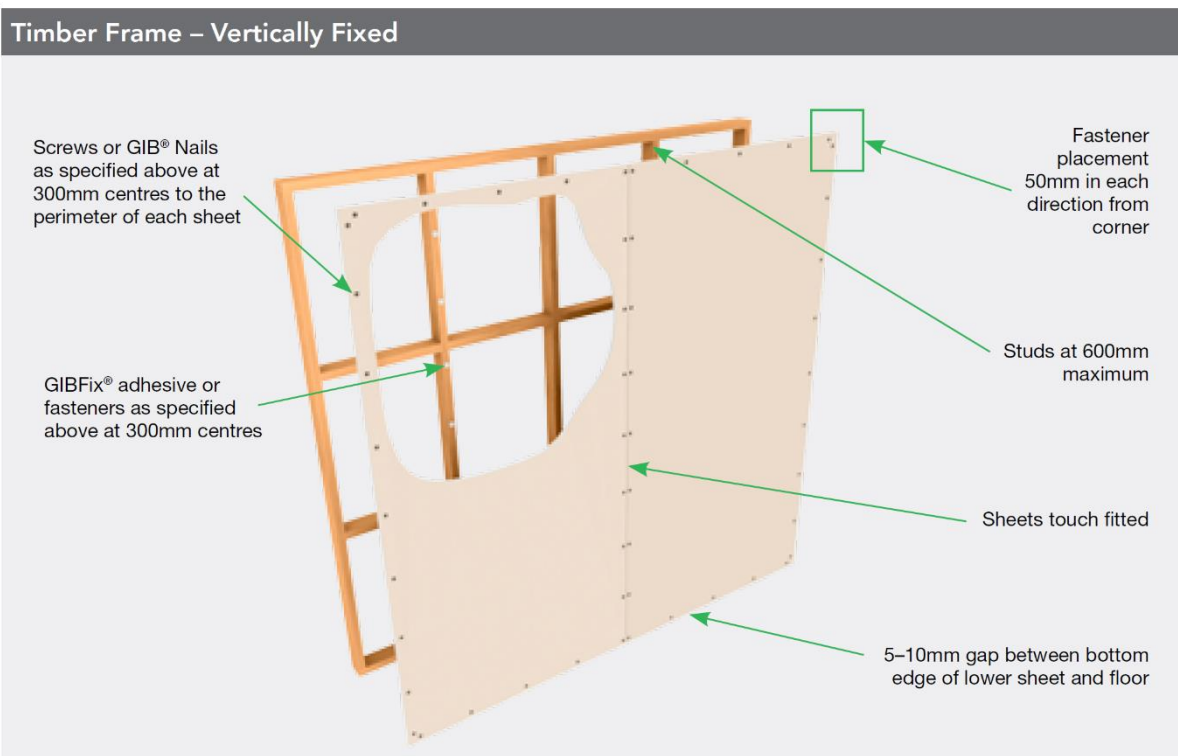 Timber Frame – Vertically Fixed
Screws or GIB® Nails
as specified above at
300mm centres to the
perimeter of each sheet
GIBFix® adhesive or
fasteners as specified
above at 300mm centres
Fastener
placement
50mm in each
direction from
corner
Studs at 600mm
maximum
Sheets touch fitted
5–10mm gap between bottom
edge of lower sheet and floor